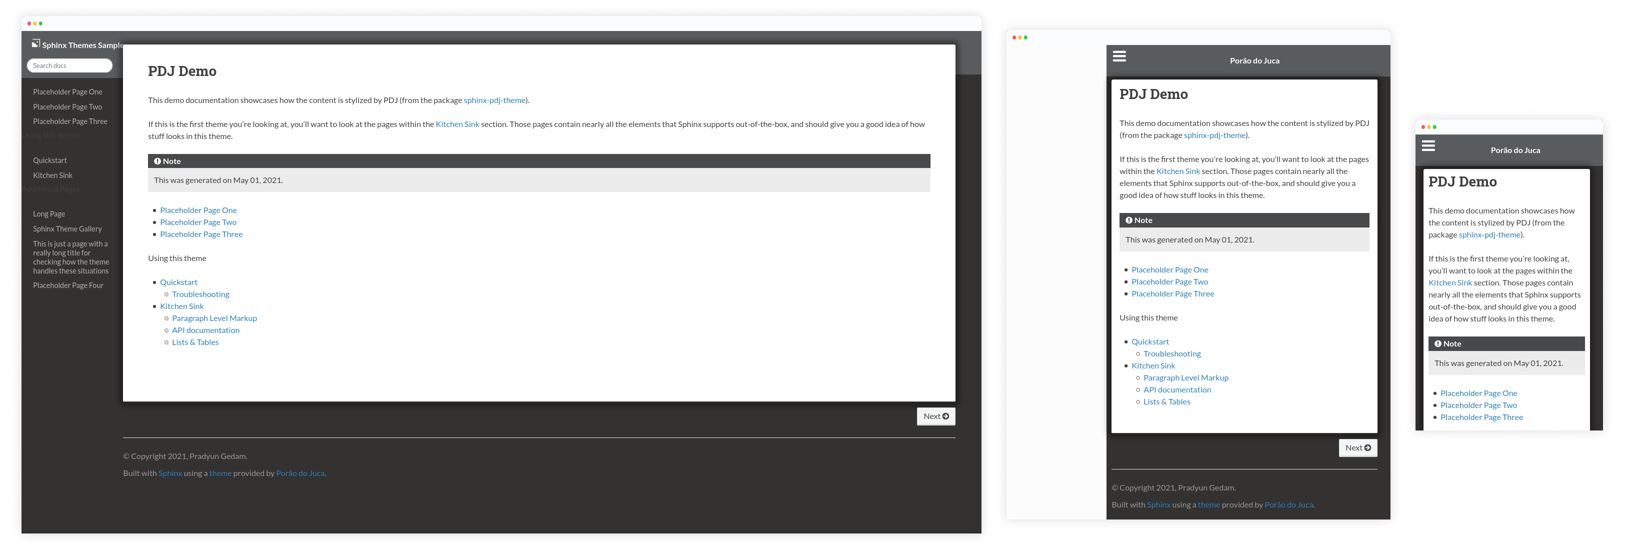 Sphinx Themes Sample
Search docs
Placeholder Page One
Placeholder Page Two
Placeholder Page Three
Quickstart
Kitchen Sink
Additional Pages
Long Page
Sphinx Theme Gallery
This is just a page with a
really long title for
checking how the theme
handles these situations
Placeholder Page Four
PDJ Demo
This demo documentation showcases how the content is stylized by PDJ (from the package sphinx-pdj-theme).
If this is the first theme you’re looking at, you’ll want to look at the pages within the Kitchen Sink section. Those pages contain nearly all the elements that Sphinx supports out-of-the-box, and should give you a good idea of how
stuff looks in this theme.
Note
This was generated on May 01, 2021.
Placeholder Page One
Placeholder Page Two
Placeholder Page Three
Using this theme
Quickstart
Troubleshooting
Kitchen Sink
Paragraph Level Markup
API documentation
Lists & Tables
Next
© Copyright 2021, Pradyun Gedam.
Built with Sphinx using a theme provided by Porão do Juca.
Porão do Juca
PDJ Demo
This demo documentation showcases how the content is stylized by PDJ
(from the package sphinx-pdj-theme).
If this is the first theme you’re looking at, you’ll want to look at the pages
within the Kitchen Sink section. Those pages contain nearly all the
elements that Sphinx supports out-of-the-box, and should give you a
good idea of how stuff looks in this theme.
Note
This was generated on May 01, 2021.
Placeholder Page One
Placeholder Page Two
Placeholder Page Three
Using this theme
Quickstart
Troubleshooting
Kitchen Sink
Paragraph Level Markup
API documentation
Lists & Tables
Next
© Copyright 2021, Pradyun Gedam.
Built with Sphinx using a theme provided by Porão do Juca.
Porão do Juca
PDJ Demo
This demo documentation showcases how
the content is stylized by PDJ (from the
package sphinx-pdj-theme).
If this is the first theme you’re looking at,
you’ll want to look at the pages within the
Kitchen Sink section. Those pages contain
nearly all the elements that Sphinx supports
out-of-the-box, and should give you a good
idea of how stuff looks in this theme.
Note
This was generated on May 01, 2021.
Placeholder Page One
Placeholder Page Two
Placeholder Page Three